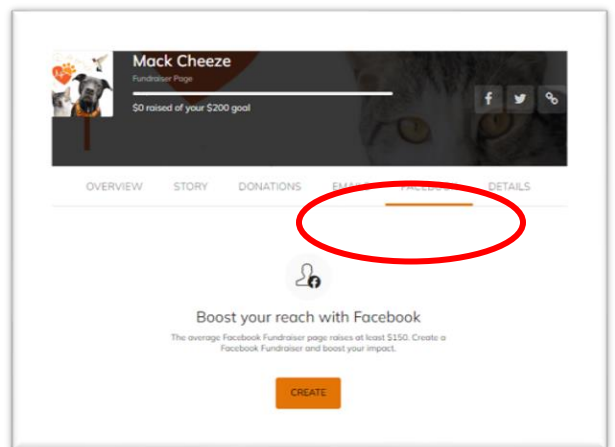 Mack Cheeze
Fundraiser Page
$0 raised of your $200 goal
OVERVIEW STORY DONATIONS EMAILS FACEBOOK DETAILS
Boost your reach with Facebook
The average Facebook Fundraiser page raises at least $150. Create a
Facebook Fundraiser and boost your impact.
CREATE